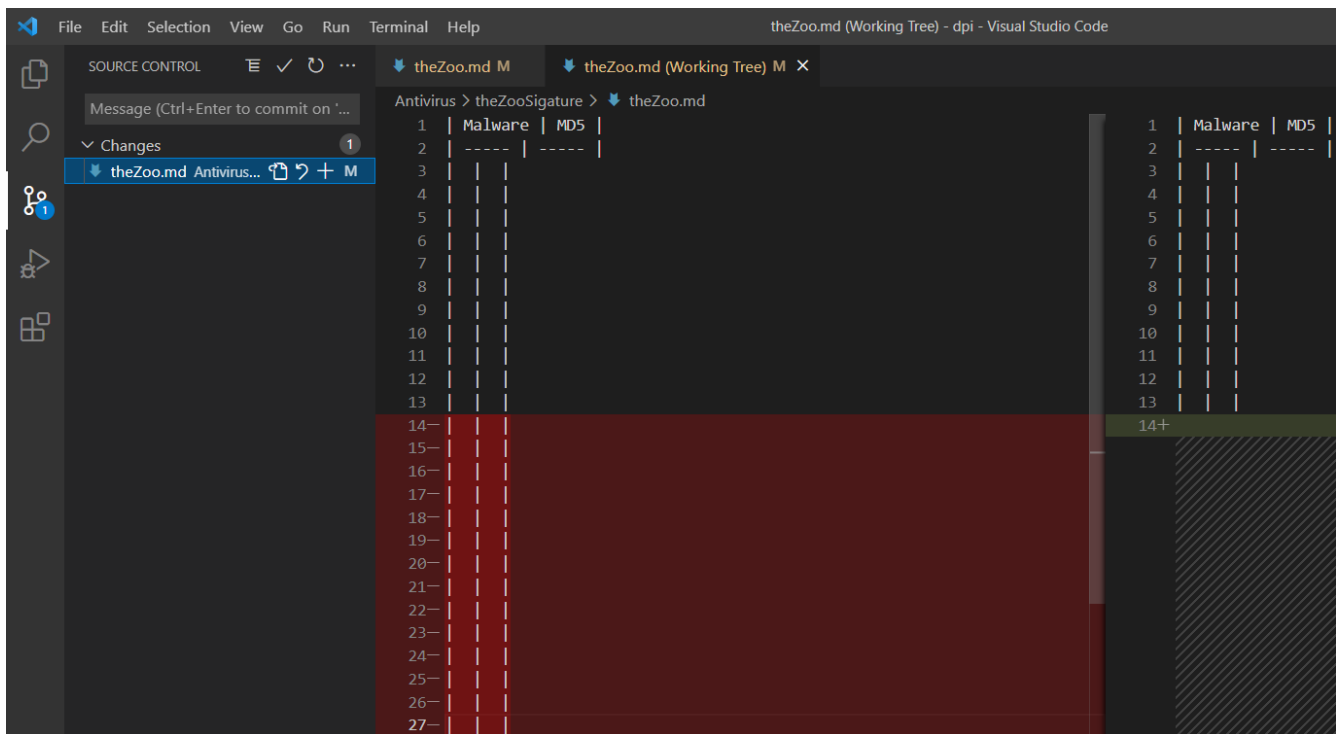 File Edit Selection View Go Run Terminal Help theZoo.md (Working Tree) - dpi - Visual Studio Code
SOURCE CONTROL
theZoo.md M theZoo.md (Working Tree) M
Message (Ctrl+Enter to commit on '...
Antivirus > theZooSigature > theZoo.md
Changes 1
theZoo.md Antivirus... M
1
1 | Malware | MD5 |
2 | ----- | ----- |
3 | | |
4 | | |
5 | | |
6 | | |
7 | | |
8 | | |
9 | | |
10 | | |
11 | | |
12 | | |
13 | | |
14— | | |
15— | | |
16— | | |
17— | | |
18— | | |
19— | | |
20— | | |
21— | | |
22— | | |
23— | | |
24— | | |
25— | | |
26— | | |
27— | | |
1 | Malware | MD5 |
2 | ----- | ----- |
3 | | |
4 | | |
5 | | |
6 | | |
7 | | |
8 | | |
9 | | |
10 | | |
11 | | |
12 | | |
13 | | |
14+